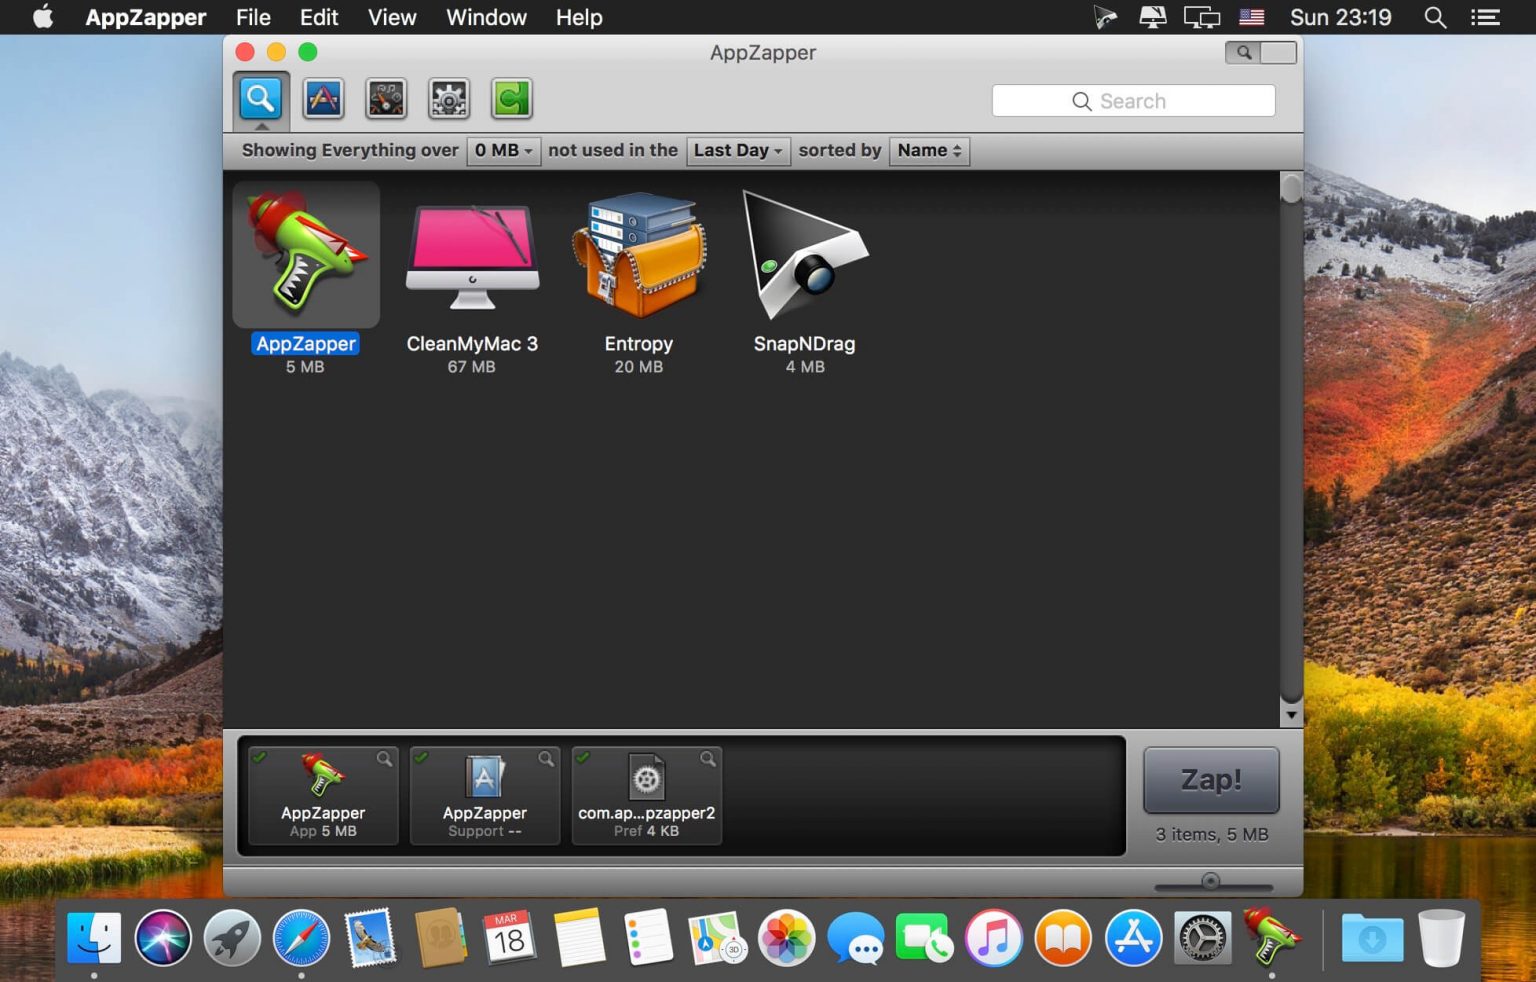 AppZapper File Edit View Window Help Sun 23:19
AppZapper
Search
Showing Everything over 0 MB not used in the Last Day sorted by Name
AppZapper CleanMyMac 3 Entropy SnapNDrag
5 MB 67 MB 20 MB 4 MB
AppZapper AppZapper com.ap...pzapper2
App 5 MB Support -- Pref 4 KB
Zap!
3 items, 5 MB
MAR
18
3D